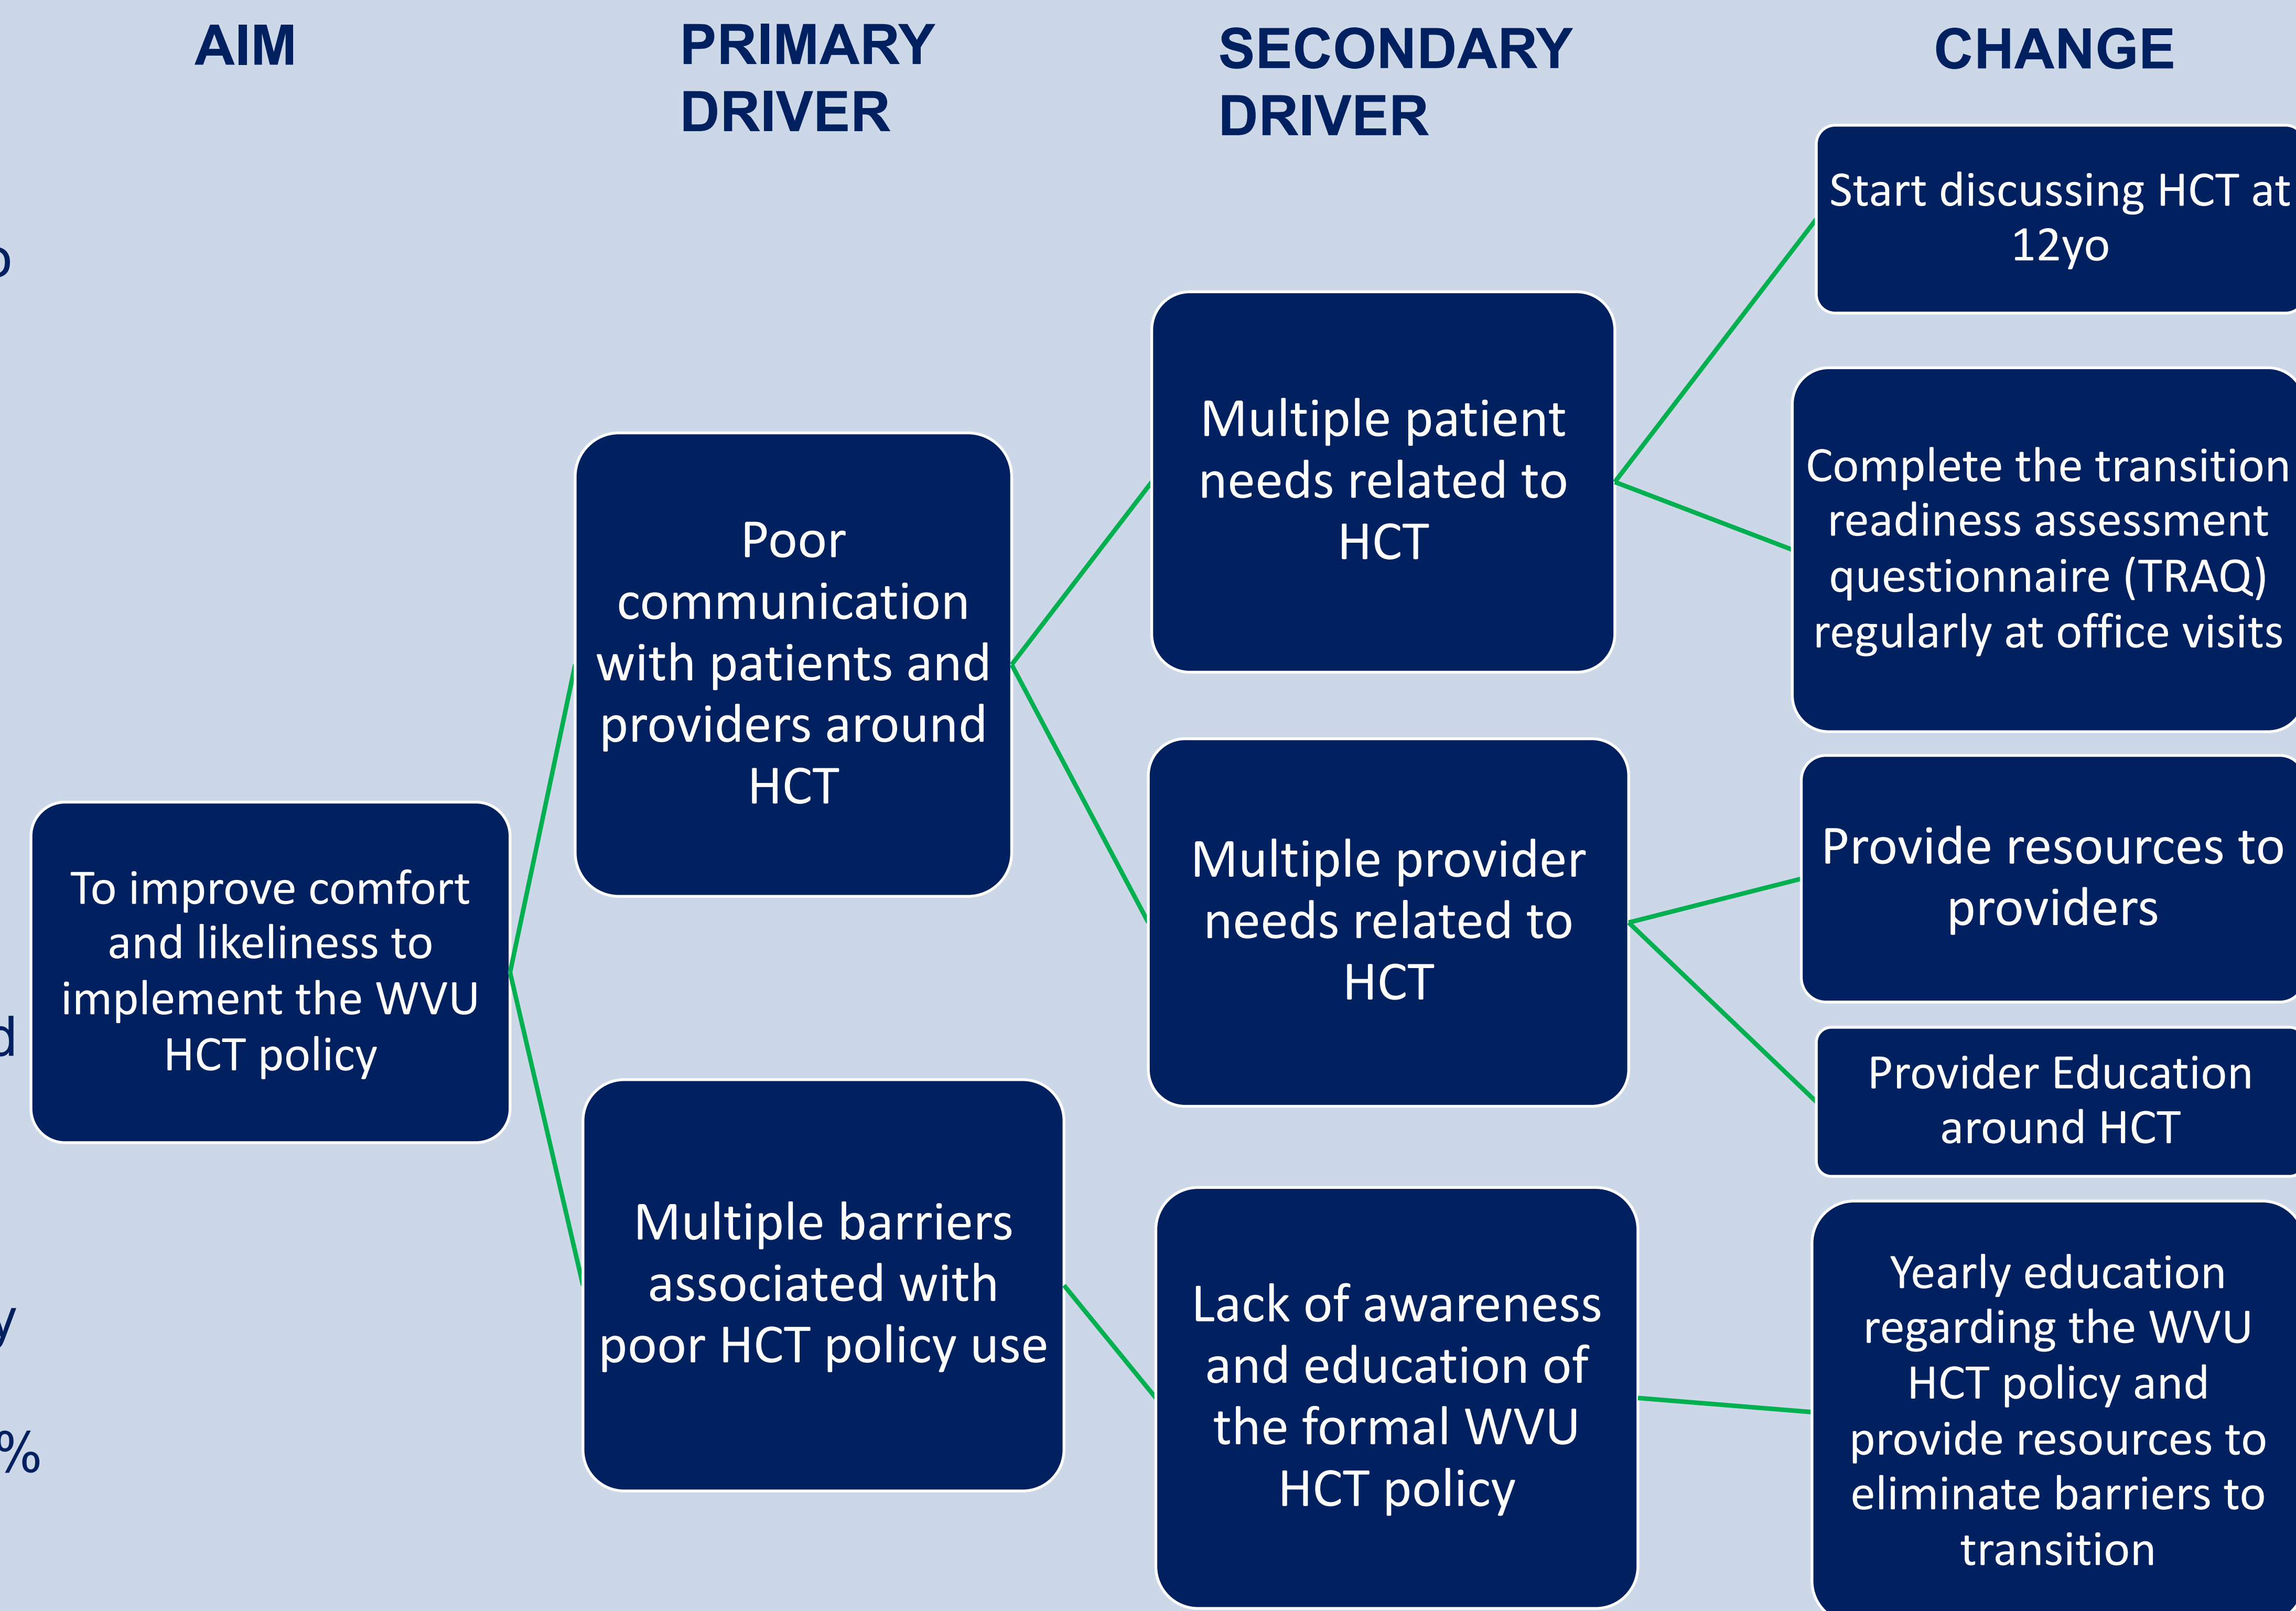 AIM
PRIMARY
DRIVER
SECONDARY
DRIVER
CHANGE
To improve comfort
and likeliness to
implement the WVU
HCT policy
Poor
communication
with patients and
providers around
HCT
Multiple barriers
associated with
poor HCT policy use
Multiple patient
needs related to
HCT
Multiple provider
needs related to
HCT
Lack of awareness
and education of
the formal WVU
HCT policy
Start discussing HCT at
12yo
Complete the transition
readiness assessment
questionnaire (TRAQ)
regularly at office visits
Provide resources to
providers
Provider Education
around HCT
Yearly education
regarding the WVU
HCT policy and
provide resources to
eliminate barriers to
transition